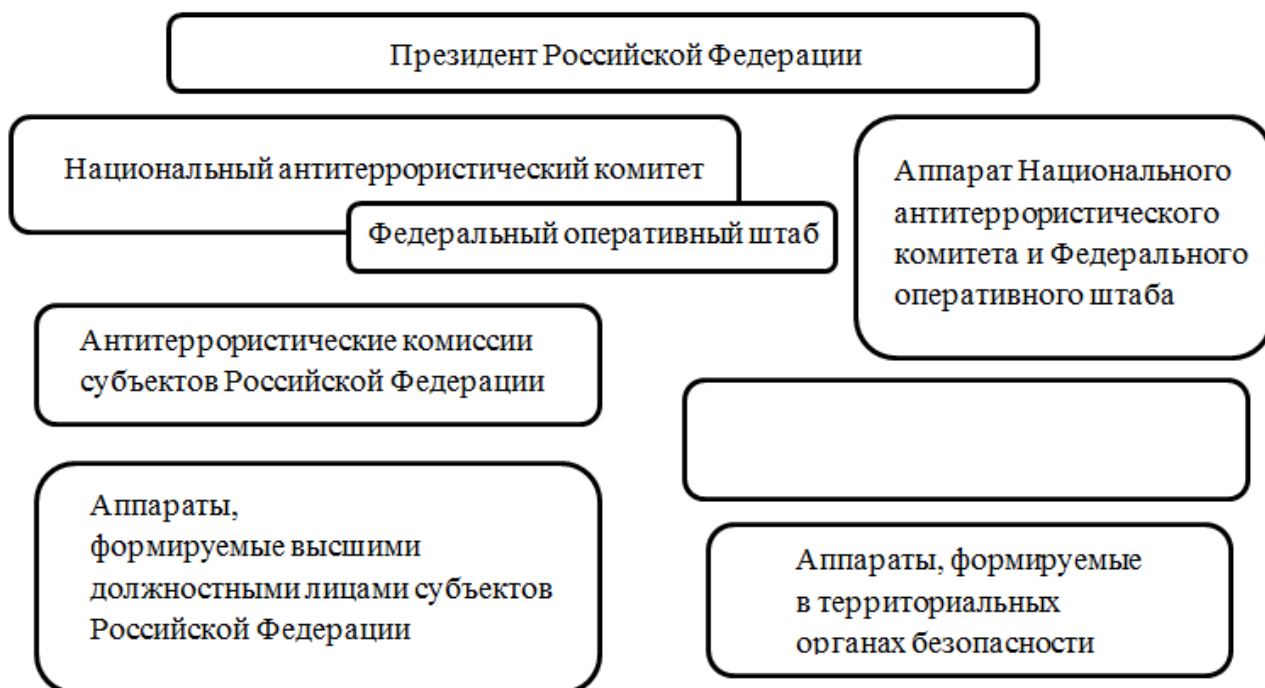 Президент Российской Федерации
Национальный антитеррористический комитет
Федеральный оперативный штаб
Аппарат Национального
антитеррористического
комитета и Федерального
оперативного штаба
Антитеррористические комиссии
субъектов Российской Федерации
Аппараты,
формируемые высшими
должностными лицами субъектов
Российской Федерации
Аппараты, формируемые
в территориальных
органах безопасности